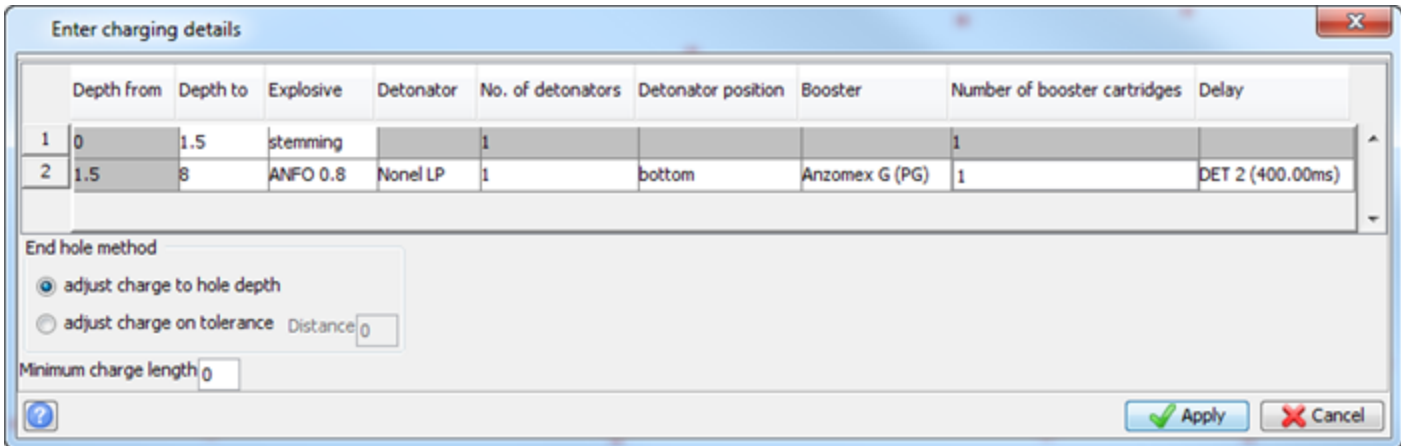 Enter charging details
Depth from Depth to Explosive Detonator No. of detonators Detonator position Booster Number of booster cartridges Delay
1 0 1.5 stemming 1 1
2 1.5 8 ANFO 0.8 Nonel LP 1 bottom Anzomex G (PG) 1 DET 2 (400.00ms)
End hole method
adjust charge to hole depth
adjust charge on tolerance Distance 0
Minimum charge length 0
? Apply Cancel